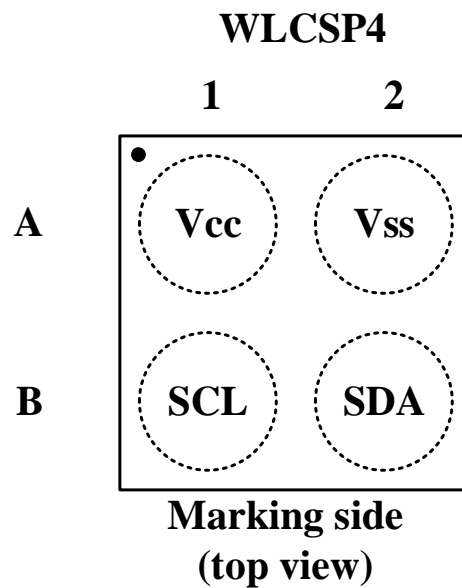 WLCSP4
1 2
A Vcc Vss
B SCL SDA
Marking side
(top view)